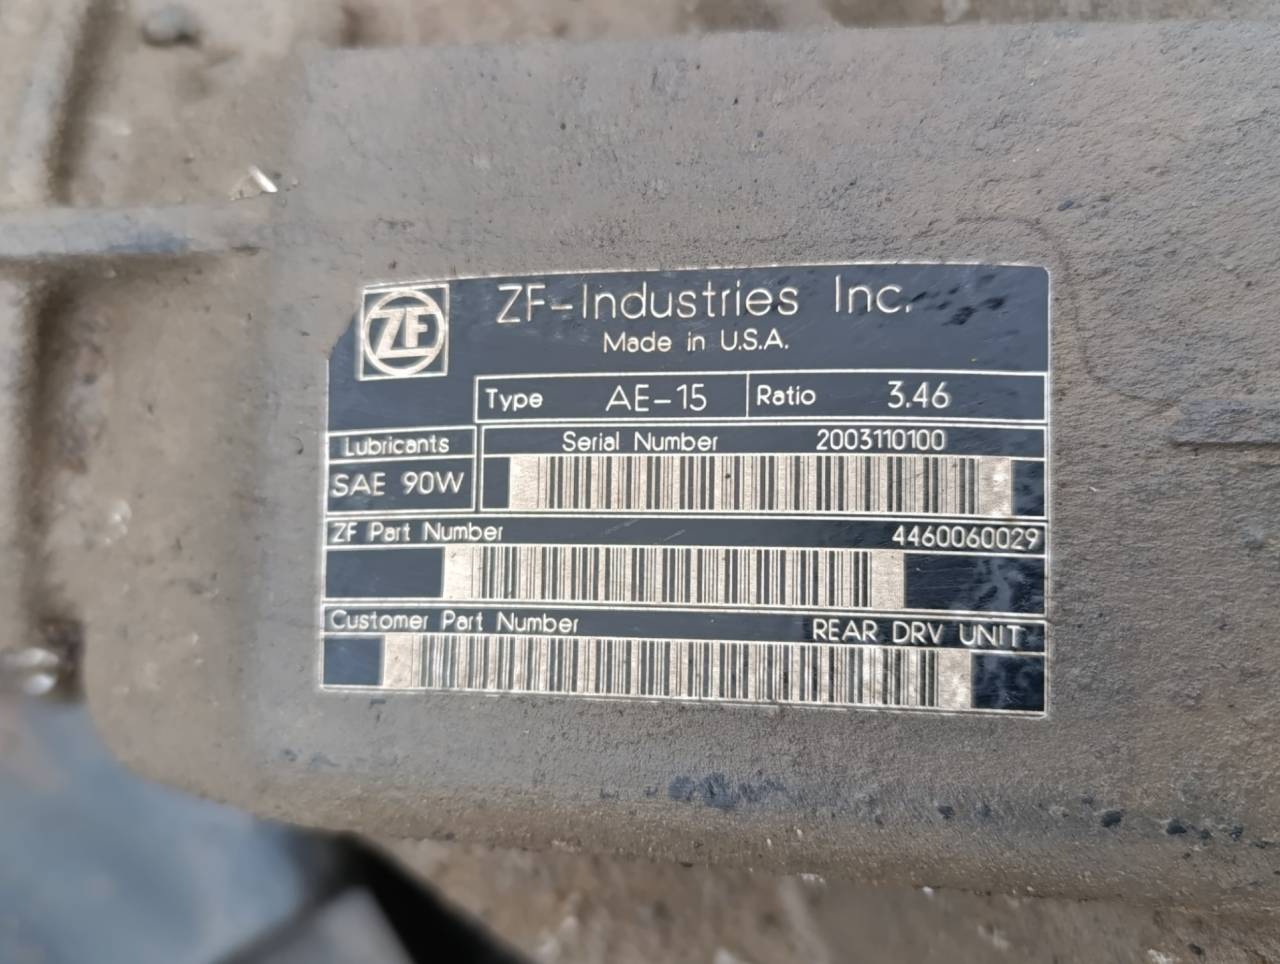 ZF
ZF-Industries Inc.
Made in U.S.A.
Type AE-15 Ratio 3.46
Lubricants
SAE 90W
Serial Number 2003110100
ZF Part Number 4460060029
Customer Part Number REAR DRV UNIT